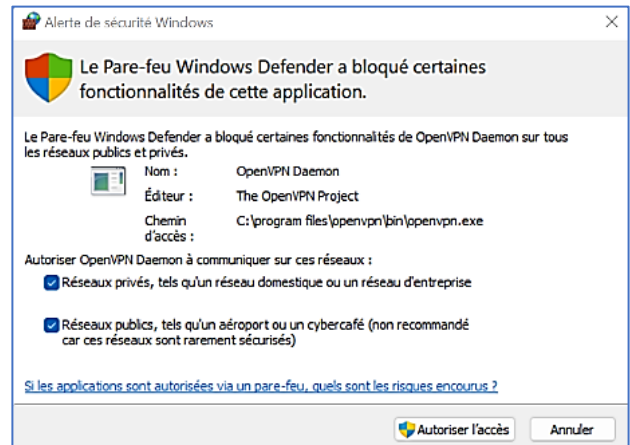 Alerte de sécurité Windows
Le Pare-feu Windows Defender a bloqué certaines
fonctionnalités de cette application.
Le Pare-feu Windows Defender a bloqué certaines fonctionnalités de OpenVPN Daemon sur tous
les réseaux publics et privés.
Nom : OpenVPN Daemon
Éditeur : The OpenVPN Project
Chemin C:\program files\openvpn\bin\openvpn.exe
d'accès :
Autoriser OpenVPN Daemon à communiquer sur ces réseaux :
Réseaux privés, tels qu'un réseau domestique ou un réseau d'entreprise
Réseaux publics, tels qu'un aéroport ou un cybercafé (non recommandé
car ces réseaux sont rarement sécurisés)
Si les applications sont autorisées via un pare-feu, quels sont les risques encourus ?
Autoriser l'accès Annuler